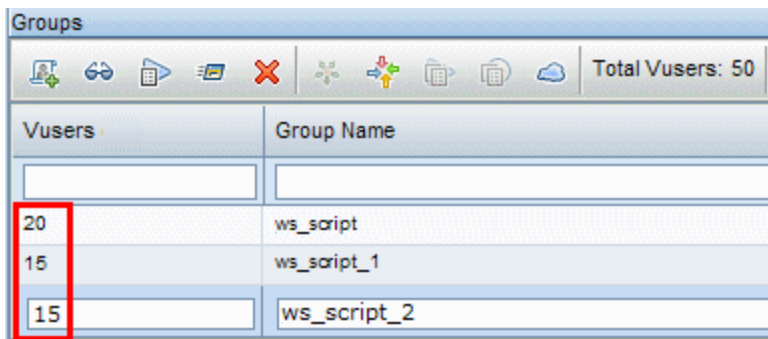 Groups
Total Vusers: 50
Vusers Group Name
20 ws_script
15 ws_script_1
15 ws_script_2